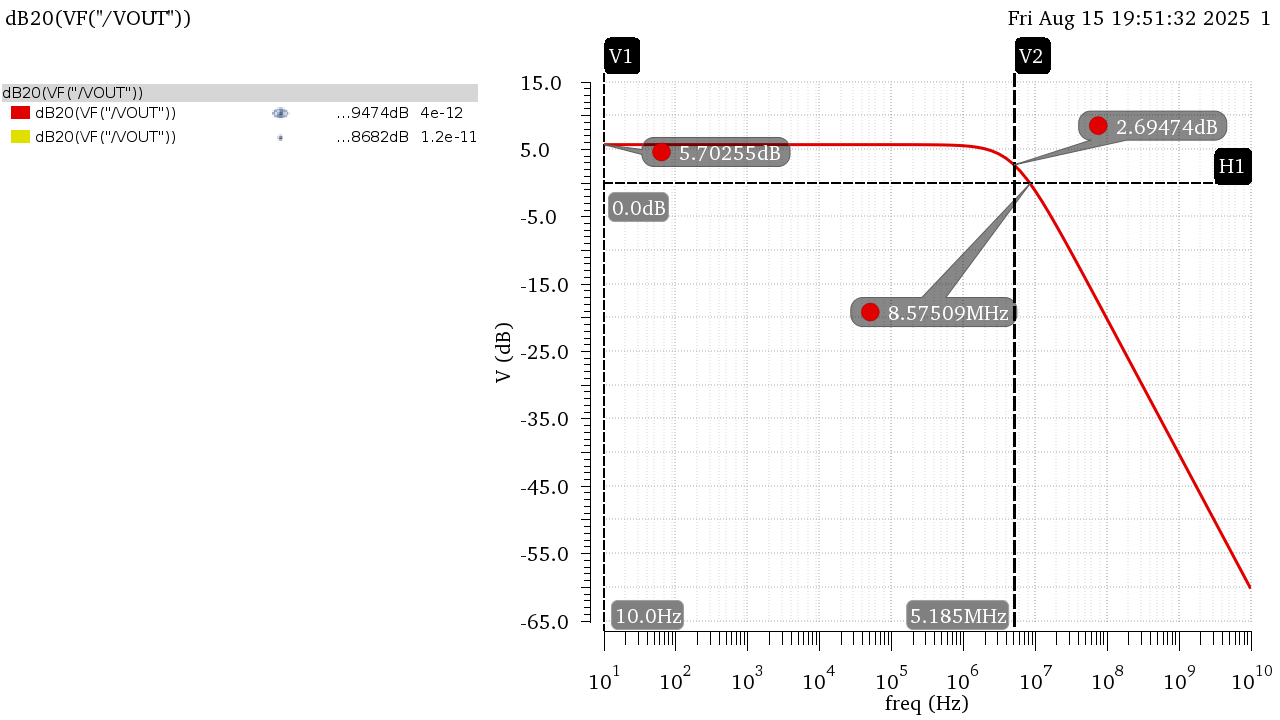 dB20(VF("/VOUT"))
Fri Aug 15 19:51:32 2025 1
dB20(VF("/VOUT"))
dB20(VF("/VOUT")) ...9474dB 4e-12
dB20(VF("/VOUT")) ...8682dB 1.2e-11
V1
V2
H1
5.70255dB
2.69474dB
0.0dB
8.57509MHz
10.0Hz
5.185MHz
V (dB)
15.0
5.0
-5.0
-15.0
-25.0
-35.0
-45.0
-55.0
-65.0
10^1 10^2 10^3 10^4 10^5 10^6 10^7 10^8 10^9 10^10
freq (Hz)